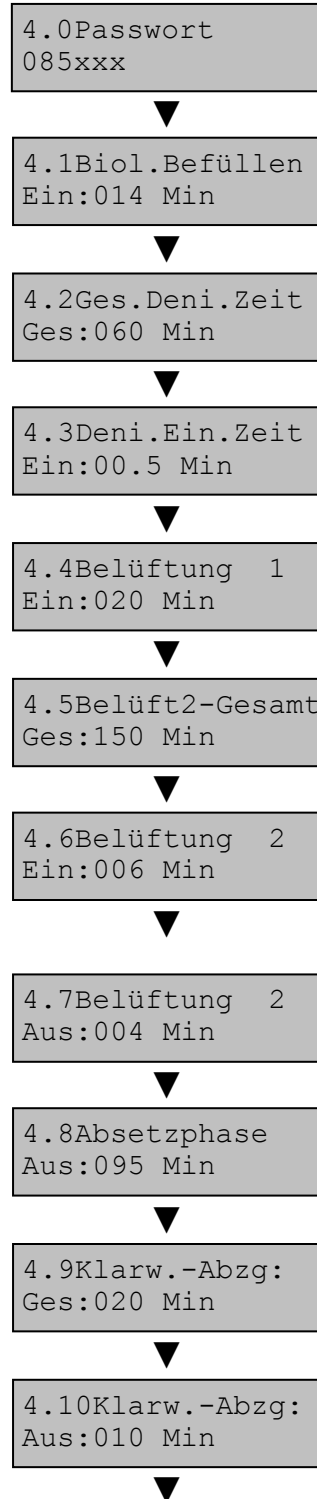 4.0Passwort
085xxx
4.1Biol.Befüllen
Ein:014 Min
4.2Ges.Deni.Zeit
Ges:060 Min
4.3Deni.Ein.Zeit
Ein:00.5 Min
4.4Belüftung  1
Ein:020 Min
4.5Belüft2-Gesamt
Ges:150 Min
4.6Belüftung  2
Ein:006 Min
4.7Belüftung  2
Aus:004 Min
4.8Absetzphase
Aus:095 Min
4.9Klarw.-Abzg:
Ges:020 Min
4.10Klarw.-Abzg:
Aus:010 Min